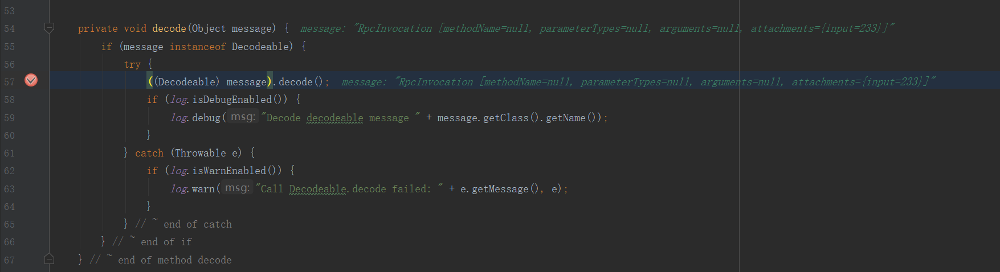 53
54 private void decode(Object message) { message: "RpcInvocation [methodName=null, parameterTypes=null, arguments=null, attachments={input=233}]"
55 if (message instanceof Decodeable) {
56 try {
57 ((Decodeable) message).decode(); message: "RpcInvocation [methodName=null, parameterTypes=null, arguments=null, attachments={input=233}]"
58 if (log.isDebugEnabled()) {
59 log.debug( msg: "Decode decodeable message " + message.getClass().getName());
60 }
61 } catch (Throwable e) {
62 if (log.isWarnEnabled()) {
63 log.warn( msg: "Call Decodeable.decode failed: " + e.getMessage(), e);
64 }
65 } // ~ end of catch
66 } // ~ end of if
67 } // ~ end of method decode